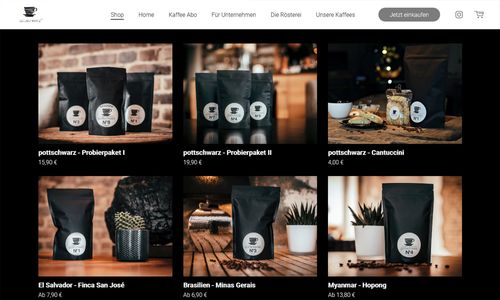 Shop Home Kaffee Abo Für Unternehmen Die Rösterei Unsere Kaffees Jetzt einkaufen
pottschwarz - Probierpaket I
15,90 €
pottschwarz - Probierpaket II
19,90 €
pottschwarz - Cantuccini
4,00 €
El Salvador - Finca San José
Ab 7,90 €
Brasilien - Minas Gerais
Ab 6,90 €
Myanmar - Hopong
Ab 13,80 €